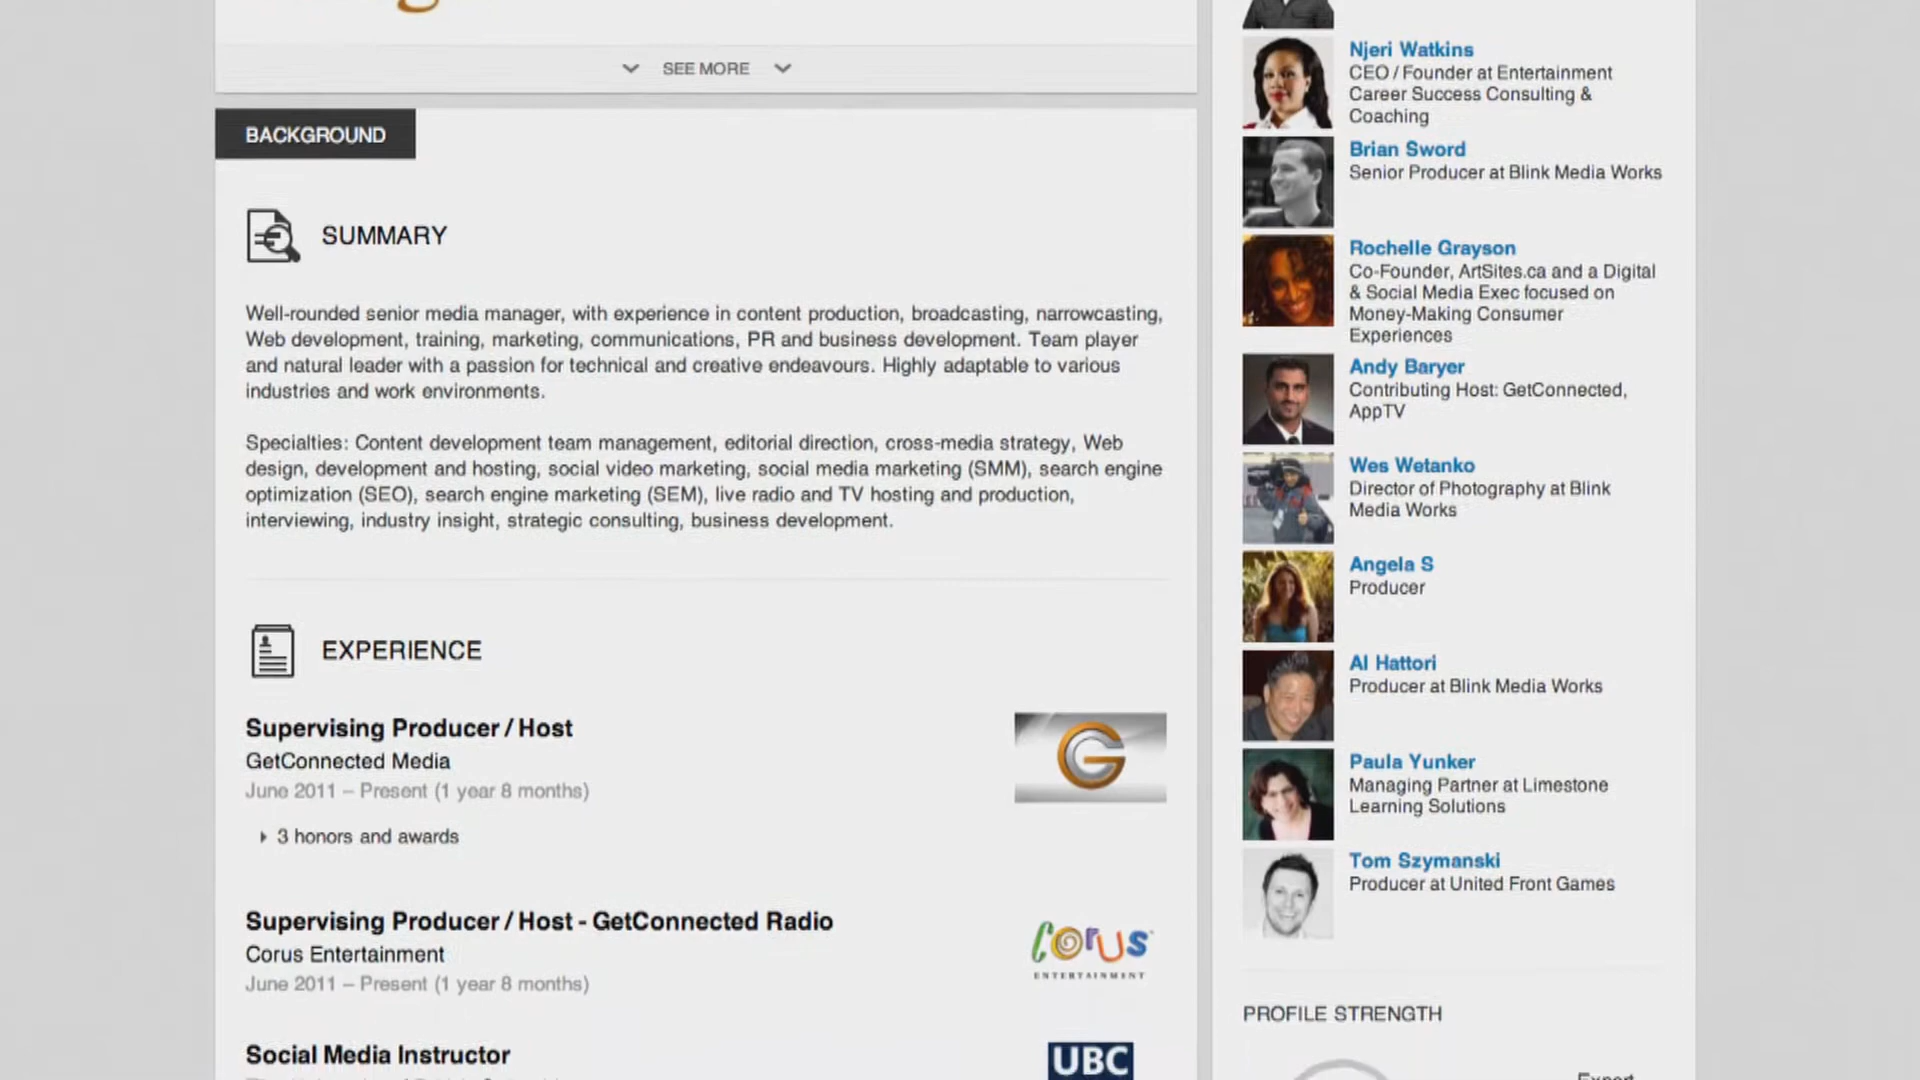 SEE MORE
BACKGROUND
SUMMARY
Well-rounded senior media manager, with experience in content production, broadcasting, narrowcasting,
Web development, training, marketing, communications, PR and business development. Team player
and natural leader with a passion for technical and creative endeavours. Highly adaptable to various
industries and work environments.
Specialties: Content development team management, editorial direction, cross-media strategy, Web
design, development and hosting, social video marketing, social media marketing (SMM), search engine
optimization (SEO), search engine marketing (SEM), live radio and TV hosting and production,
interviewing, industry insight, strategic consulting, business development.
EXPERIENCE
Supervising Producer / Host
GetConnected Media
June 2011 – Present (1 year 8 months)
3 honors and awards
G
Supervising Producer / Host - GetConnected Radio
Corus Entertainment
June 2011 – Present (1 year 8 months)
corus
ENTERTAINMENT
Social Media Instructor
UBC
Njeri Watkins
CEO / Founder at Entertainment
Career Success Consulting &
Coaching
Brian Sword
Senior Producer at Blink Media Works
Rochelle Grayson
Co-Founder, ArtSites.ca and a Digital
& Social Media Exec focused on
Money-Making Consumer
Experiences
Andy Baryer
Contributing Host: GetConnected,
AppTV
Wes Wetanko
Director of Photography at Blink
Media Works
Angela S
Producer
Al Hattori
Producer at Blink Media Works
Paula Yunker
Managing Partner at Limestone
Learning Solutions
Tom Szymanski
Producer at United Front Games
PROFILE STRENGTH